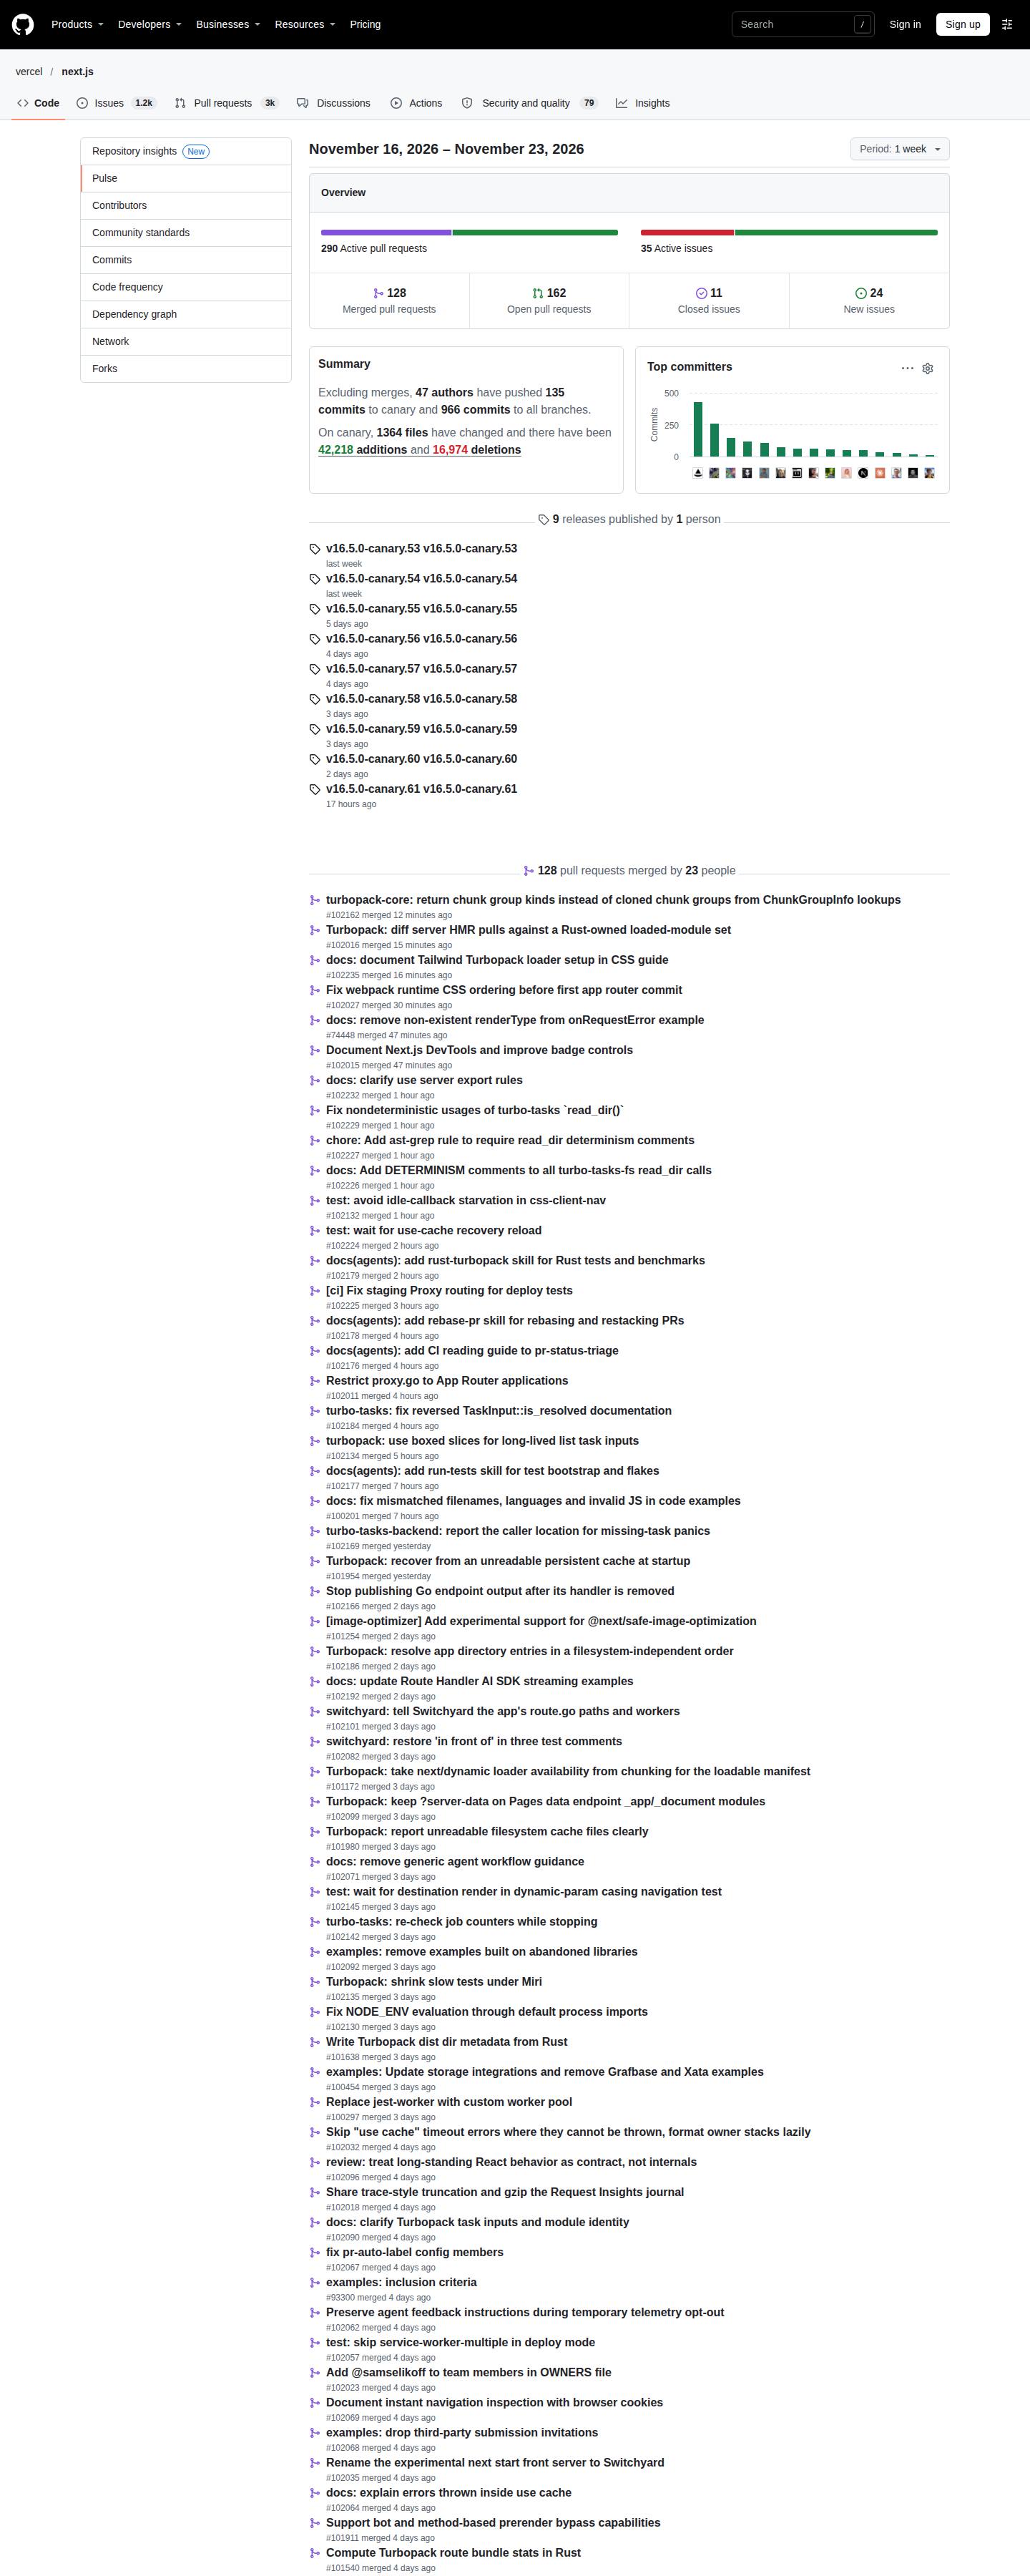 Products Developers Businesses Resources Pricing Search / Sign in Sign up
vercel / next.js
Code Issues 1.2k Pull requests 3k Discussions Actions Security and quality 79 Insights
Repository insights New
Pulse
Contributors
Community standards
Commits
Code frequency
Dependency graph
Network
Forks
November 16, 2026 – November 23, 2026
Period: 1 week
Overview
290 Active pull requests
35 Active issues
128
Merged pull requests
162
Open pull requests
11
Closed issues
24
New issues
Summary
Excluding merges, 47 authors have pushed 135
commits to canary and 966 commits to all branches.
On canary, 1364 files have changed and there have been
42,218 additions and 16,974 deletions
Top committers
Commits
500
250
0
9 releases published by 1 person
v16.5.0-canary.53 v16.5.0-canary.53
last week
v16.5.0-canary.54 v16.5.0-canary.54
last week
v16.5.0-canary.55 v16.5.0-canary.55
5 days ago
v16.5.0-canary.56 v16.5.0-canary.56
4 days ago
v16.5.0-canary.57 v16.5.0-canary.57
4 days ago
v16.5.0-canary.58 v16.5.0-canary.58
3 days ago
v16.5.0-canary.59 v16.5.0-canary.59
3 days ago
v16.5.0-canary.60 v16.5.0-canary.60
2 days ago
v16.5.0-canary.61 v16.5.0-canary.61
17 hours ago
128 pull requests merged by 23 people
turbopack-core: return chunk group kinds instead of cloned chunk groups from ChunkGroupInfo lookups
#102162 merged 12 minutes ago
Turbopack: diff server HMR pulls against a Rust-owned loaded-module set
#102016 merged 15 minutes ago
docs: document Tailwind Turbopack loader setup in CSS guide
#102235 merged 16 minutes ago
Fix webpack runtime CSS ordering before first app router commit
#102027 merged 30 minutes ago
docs: remove non-existent renderType from onRequestError example
#74448 merged 47 minutes ago
Document Next.js DevTools and improve badge controls
#102015 merged 47 minutes ago
docs: clarify use server export rules
#102232 merged 1 hour ago
Fix nondeterministic usages of turbo-tasks `read_dir()`
#102229 merged 1 hour ago
chore: Add ast-grep rule to require read_dir determinism comments
#102227 merged 1 hour ago
docs: Add DETERMINISM comments to all turbo-tasks-fs read_dir calls
#102226 merged 1 hour ago
test: avoid idle-callback starvation in css-client-nav
#102132 merged 1 hour ago
test: wait for use-cache recovery reload
#102224 merged 2 hours ago
docs(agents): add rust-turbopack skill for Rust tests and benchmarks
#102179 merged 2 hours ago
[ci] Fix staging Proxy routing for deploy tests
#102225 merged 3 hours ago
docs(agents): add rebase-pr skill for rebasing and restacking PRs
#102178 merged 4 hours ago
docs(agents): add CI reading guide to pr-status-triage
#102176 merged 4 hours ago
Restrict proxy.go to App Router applications
#102011 merged 4 hours ago
turbo-tasks: fix reversed TaskInput::is_resolved documentation
#102184 merged 4 hours ago
turbopack: use boxed slices for long-lived list task inputs
#102134 merged 5 hours ago
docs(agents): add run-tests skill for test bootstrap and flakes
#102177 merged 7 hours ago
docs: fix mismatched filenames, languages and invalid JS in code examples
#100201 merged 7 hours ago
turbo-tasks-backend: report the caller location for missing-task panics
#102169 merged yesterday
Turbopack: recover from an unreadable persistent cache at startup
#101954 merged yesterday
Stop publishing Go endpoint output after its handler is removed
#102166 merged 2 days ago
[image-optimizer] Add experimental support for @next/safe-image-optimization
#101254 merged 2 days ago
Turbopack: resolve app directory entries in a filesystem-independent order
#102186 merged 2 days ago
docs: update Route Handler AI SDK streaming examples
#102192 merged 2 days ago
switchyard: tell Switchyard the app's route.go paths and workers
#102101 merged 3 days ago
switchyard: restore 'in front of' in three test comments
#102082 merged 3 days ago
Turbopack: take next/dynamic loader availability from chunking for the loadable manifest
#101172 merged 3 days ago
Turbopack: keep ?server-data on Pages data endpoint _app/_document modules
#102099 merged 3 days ago
Turbopack: report unreadable filesystem cache files clearly
#101980 merged 3 days ago
docs: remove generic agent workflow guidance
#102071 merged 3 days ago
test: wait for destination render in dynamic-param casing navigation test
#102145 merged 3 days ago
turbo-tasks: re-check job counters while stopping
#102142 merged 3 days ago
examples: remove examples built on abandoned libraries
#102092 merged 3 days ago
Turbopack: shrink slow tests under Miri
#102135 merged 3 days ago
Fix NODE_ENV evaluation through default process imports
#102130 merged 3 days ago
Write Turbopack dist dir metadata from Rust
#101638 merged 3 days ago
examples: Update storage integrations and remove Grafbase and Xata examples
#100454 merged 3 days ago
Replace jest-worker with custom worker pool
#100297 merged 3 days ago
Skip "use cache" timeout errors where they cannot be thrown, format owner stacks lazily
#102032 merged 4 days ago
review: treat long-standing React behavior as contract, not internals
#102096 merged 4 days ago
Share trace-style truncation and gzip the Request Insights journal
#102018 merged 4 days ago
docs: clarify Turbopack task inputs and module identity
#102090 merged 4 days ago
fix pr-auto-label config members
#102067 merged 4 days ago
examples: inclusion criteria
#93300 merged 4 days ago
Preserve agent feedback instructions during temporary telemetry opt-out
#102062 merged 4 days ago
test: skip service-worker-multiple in deploy mode
#102057 merged 4 days ago
Add @samselikoff to team members in OWNERS file
#102023 merged 4 days ago
Document instant navigation inspection with browser cookies
#102069 merged 4 days ago
examples: drop third-party submission invitations
#102068 merged 4 days ago
Rename the experimental next start front server to Switchyard
#102035 merged 4 days ago
docs: explain errors thrown inside use cache
#102064 merged 4 days ago
Support bot and method-based prerender bypass capabilities
#101911 merged 4 days ago
Compute Turbopack route bundle stats in Rust
#101540 merged 4 days ago